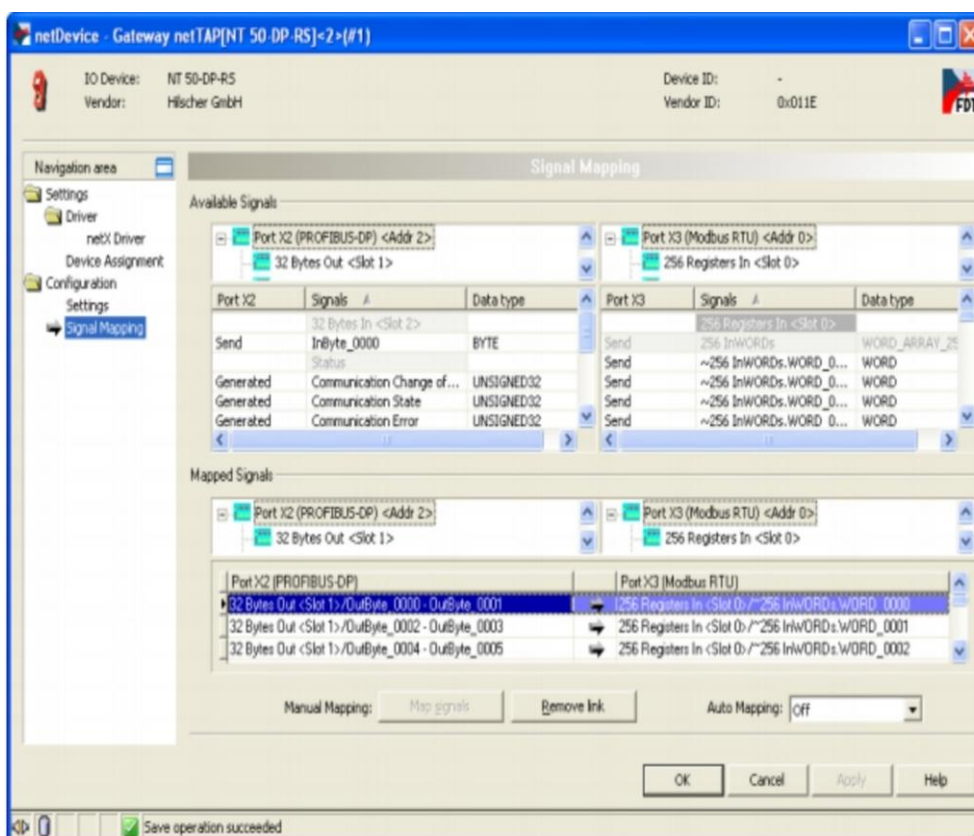 netDevice - Gateway netTAP[NT 50-DP-RS]<2>(#1)
IO Device: NT 50-DP-RS
Vendor: Hilscher GmbH
Device ID: -
Vendor ID: 0x011E
FDT
Navigation area
Settings
Driver
netX Driver
Device Assignment
Configuration
Settings
Signal Mapping
Signal Mapping
Available Signals
Port X2 (PROFIBUS-DP) <Addr 2>
32 Bytes Out <Slot 1>
Port X3 (Modbus RTU) <Addr 0>
256 Registers In <Slot 0>
Port X2 Signals Data type
32 Bytes In <Slot 2>
Send InByte_0000 BYTE
Status
Generated Communication Change of... UNSIGNED32
Generated Communication State UNSIGNED32
Generated Communication Error UNSIGNED32
Port X3 Signals Data type
256 Registers In <Slot 0>
Send 256 InWORDs WORD_ARRAY_25
Send ~256 InWORDs.WORD_0... WORD
Send ~256 InWORDs.WORD_0... WORD
Send ~256 InWORDs.WORD_0... WORD
Send ~256 InWORDs.WORD_0... WORD
Mapped Signals
Port X2 (PROFIBUS-DP) <Addr 2>
32 Bytes Out <Slot 1>
Port X3 (Modbus RTU) <Addr 0>
256 Registers In <Slot 0>
Port X2 (PROFIBUS-DP) Port X3 (Modbus RTU)
32 Bytes Out <Slot 1>/OutByte_0000 - OutByte_0001 256 Registers In <Slot 0>/~256 InWORDs.WORD_0000
32 Bytes Out <Slot 1>/OutByte_0002 - OutByte_0003 256 Registers In <Slot 0>/~256 InWORDs.WORD_0001
32 Bytes Out <Slot 1>/OutByte_0004 - OutByte_0005 256 Registers In <Slot 0>/~256 InWORDs.WORD_0002
Manual Mapping: Map signals Remove link Auto Mapping: Off
OK Cancel Apply Help
Save operation succeeded